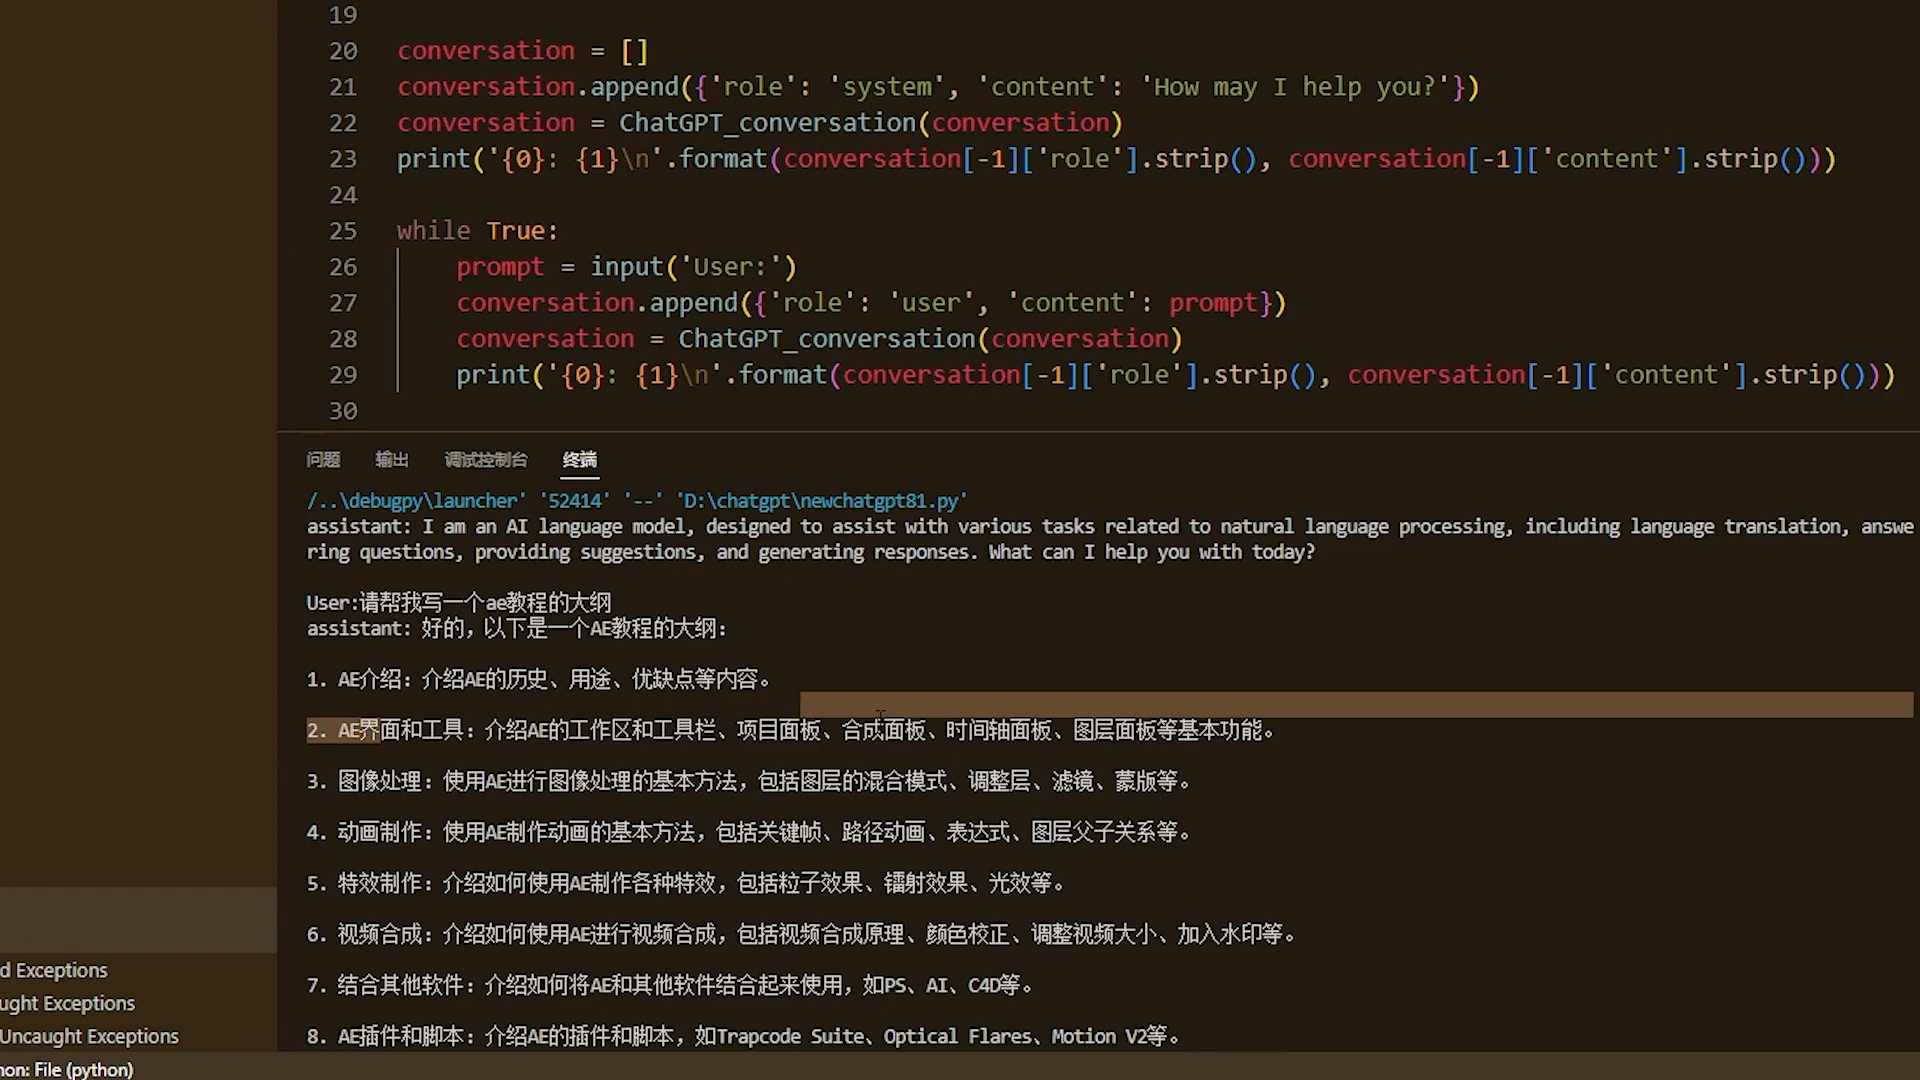 19
20 conversation = []
21 conversation.append({'role': 'system', 'content': 'How may I help you?'})
22 conversation = ChatGPT_conversation(conversation)
23 print('{0}: {1}\n'.format(conversation[-1]['role'].strip(), conversation[-1]['content'].strip()))
24
25 while True:
26 prompt = input('User:')
27 conversation.append({'role': 'user', 'content': prompt})
28 conversation = ChatGPT_conversation(conversation)
29 print('{0}: {1}\n'.format(conversation[-1]['role'].strip(), conversation[-1]['content'].strip()))
30
问题 输出 调试控制台 终端
/..\debugpy\launcher' '52414' '--' 'D:\chatgpt\newchatgpt81.py'
assistant: I am an AI language model, designed to assist with various tasks related to natural language processing, including language translation, answe
ring questions, providing suggestions, and generating responses. What can I help you with today?
User:请帮我写一个ae教程的大纲
assistant: 好的，以下是一个AE教程的大纲：
1. AE介绍：介绍AE的历史、用途、优缺点等内容。
2. AE界面和工具：介绍AE的工作区和工具栏、项目面板、合成面板、时间轴面板、图层面板等基本功能。
3. 图像处理：使用AE进行图像处理的基本方法，包括图层的混合模式、调整层、滤镜、蒙版等。
4. 动画制作：使用AE制作动画的基本方法，包括关键帧、路径动画、表达式、图层父子关系等。
5. 特效制作：介绍如何使用AE制作各种特效，包括粒子效果、镭射效果、光效等。
6. 视频合成：介绍如何使用AE进行视频合成，包括视频合成原理、颜色校正、调整视频大小、加入水印等。
7. 结合其他软件：介绍如何将AE和其他软件结合起来使用，如PS、AI、C4D等。
8. AE插件和脚本：介绍AE的插件和脚本，如Trapcode Suite、Optical Flares、Motion V2等。
d Exceptions
ught Exceptions
Uncaught Exceptions
hon: File (python)